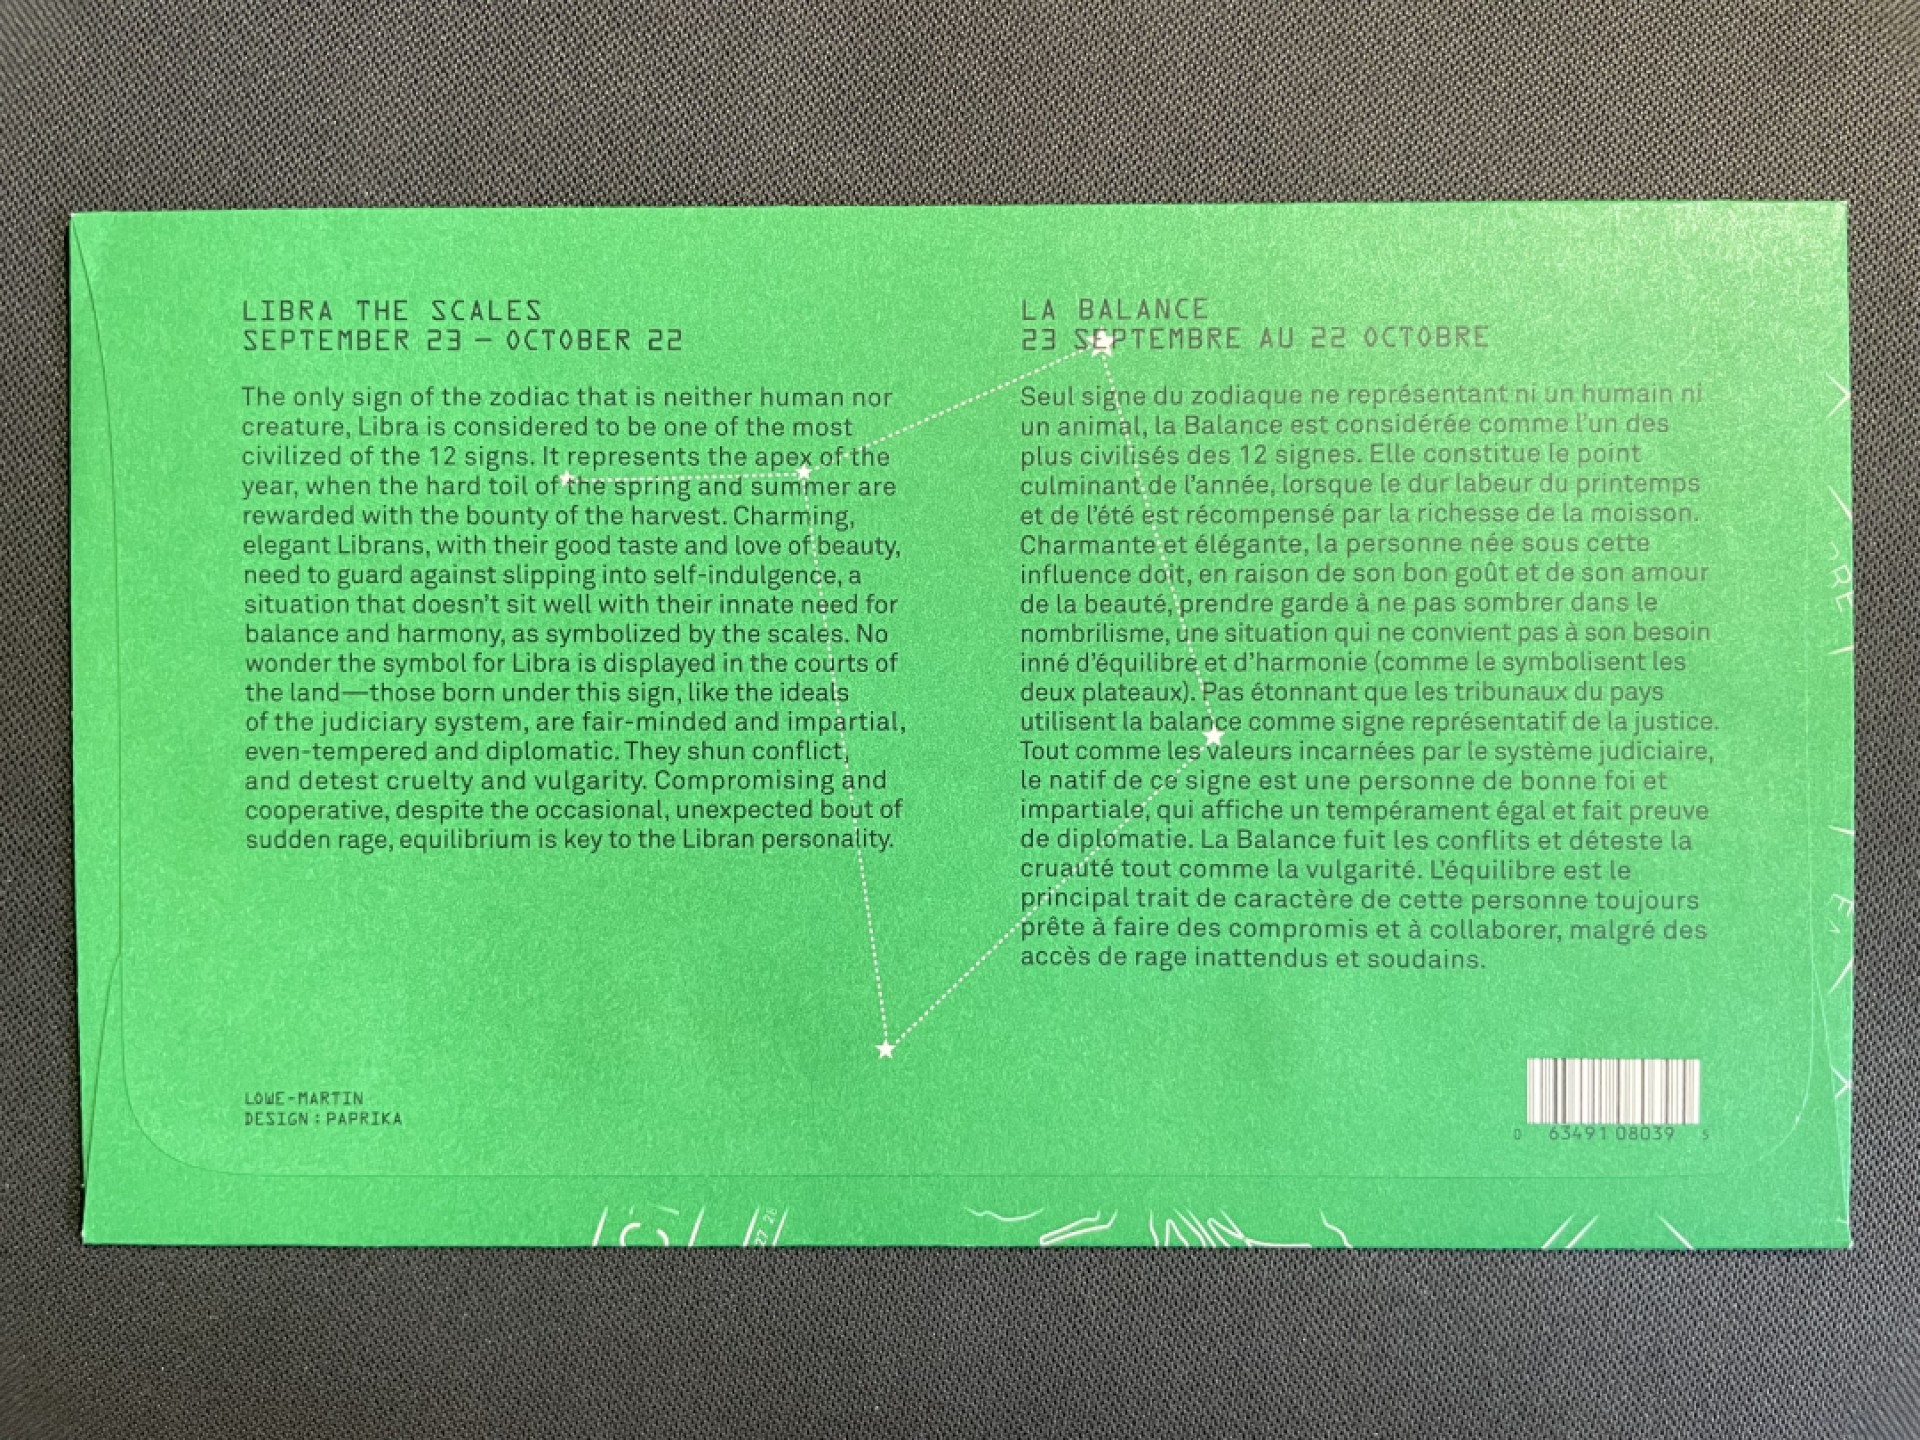 LIBRA THE SCALES
SEPTEMBER 23 – OCTOBER 22
The only sign of the zodiac that is neither human nor
creature, Libra is considered to be one of the most
civilized of the 12 signs. It represents the apex of the
year, when the hard toil of the spring and summer are
rewarded with the bounty of the harvest. Charming,
elegant Librans, with their good taste and love of beauty,
need to guard against slipping into self-indulgence, a
situation that doesn't sit well with their innate need for
balance and harmony, as symbolized by the scales. No
wonder the symbol for Libra is displayed in the courts of
the land—those born under this sign, like the ideals
of the judiciary system, are fair-minded and impartial,
even-tempered and diplomatic. They shun conflict,
and detest cruelty and vulgarity. Compromising and
cooperative, despite the occasional, unexpected bout of
sudden rage, equilibrium is key to the Libran personality.
LOWE-MARTIN
DESIGN : PAPRIKA
LA BALANCE
23 SEPTEMBRE AU 22 OCTOBRE
Seul signe du zodiaque ne représentant ni un humain ni
un animal, la Balance est considérée comme l'un des
plus civilisés des 12 signes. Elle constitue le point
culminant de l'année, lorsque le dur labeur du printemps
et de l'été est récompensé par la richesse de la moisson.
Charmante et élégante, la personne née sous cette
influence doit, en raison de son bon goût et de son amour
de la beauté, prendre garde à ne pas sombrer dans le
nombrilisme, une situation qui ne convient pas à son besoin
inné d'équilibre et d'harmonie (comme le symbolisent les
deux plateaux). Pas étonnant que les tribunaux du pays
utilisent la balance comme signe représentatif de la justice.
Tout comme les valeurs incarnées par le système judiciaire,
le natif de ce signe est une personne de bonne foi et
impartiale, qui affiche un tempérament égal et fait preuve
de diplomatie. La Balance fuit les conflits et déteste la
cruauté tout comme la vulgarité. L'équilibre est le
principal trait de caractère de cette personne toujours
prête à faire des compromis et à collaborer, malgré des
accès de rage inattendus et soudains.
0 63491 08039 5
27 28